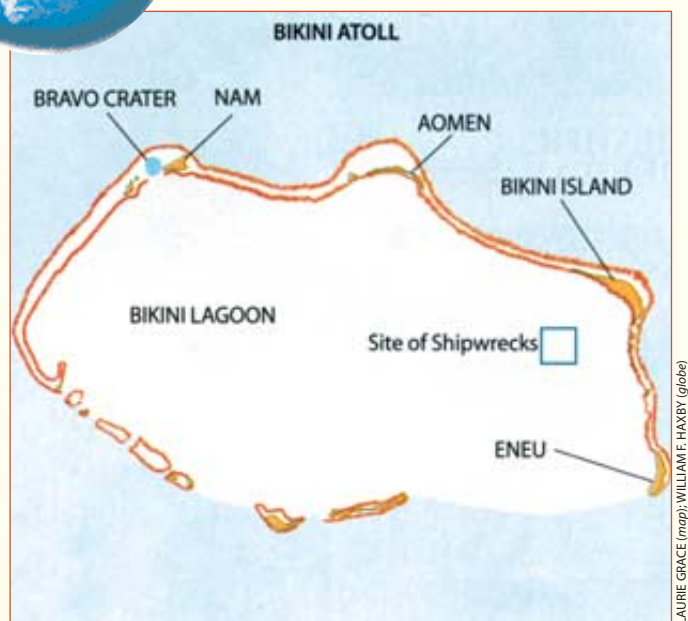 BIKINI ATOLL
BRAVO CRATER
NAM
AOMEN
BIKINI ISLAND
BIKINI LAGOON
Site of Shipwrecks
ENEU
LAURIE GRACE (map); WILLIAM F. HAXBY (globe)